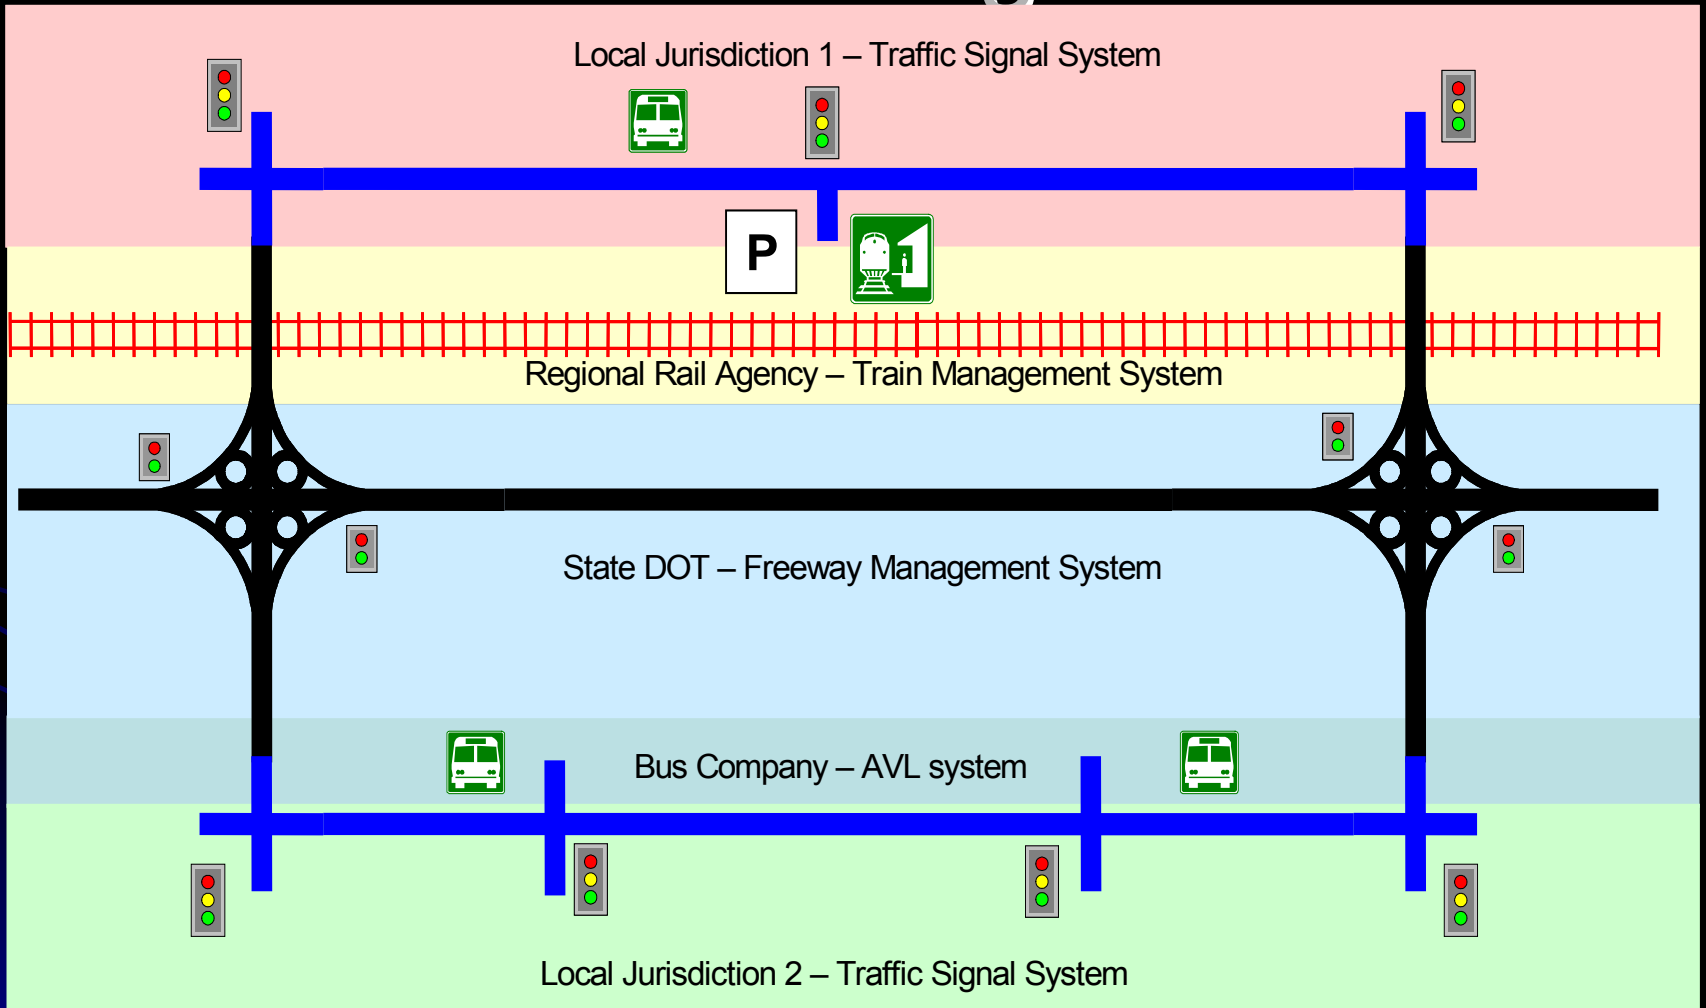 Local Jurisdiction 1 – Traffic Signal System
P
Regional Rail Agency – Train Management System
State DOT – Freeway Management System
Bus Company – AVL system
Local Jurisdiction 2 – Traffic Signal System